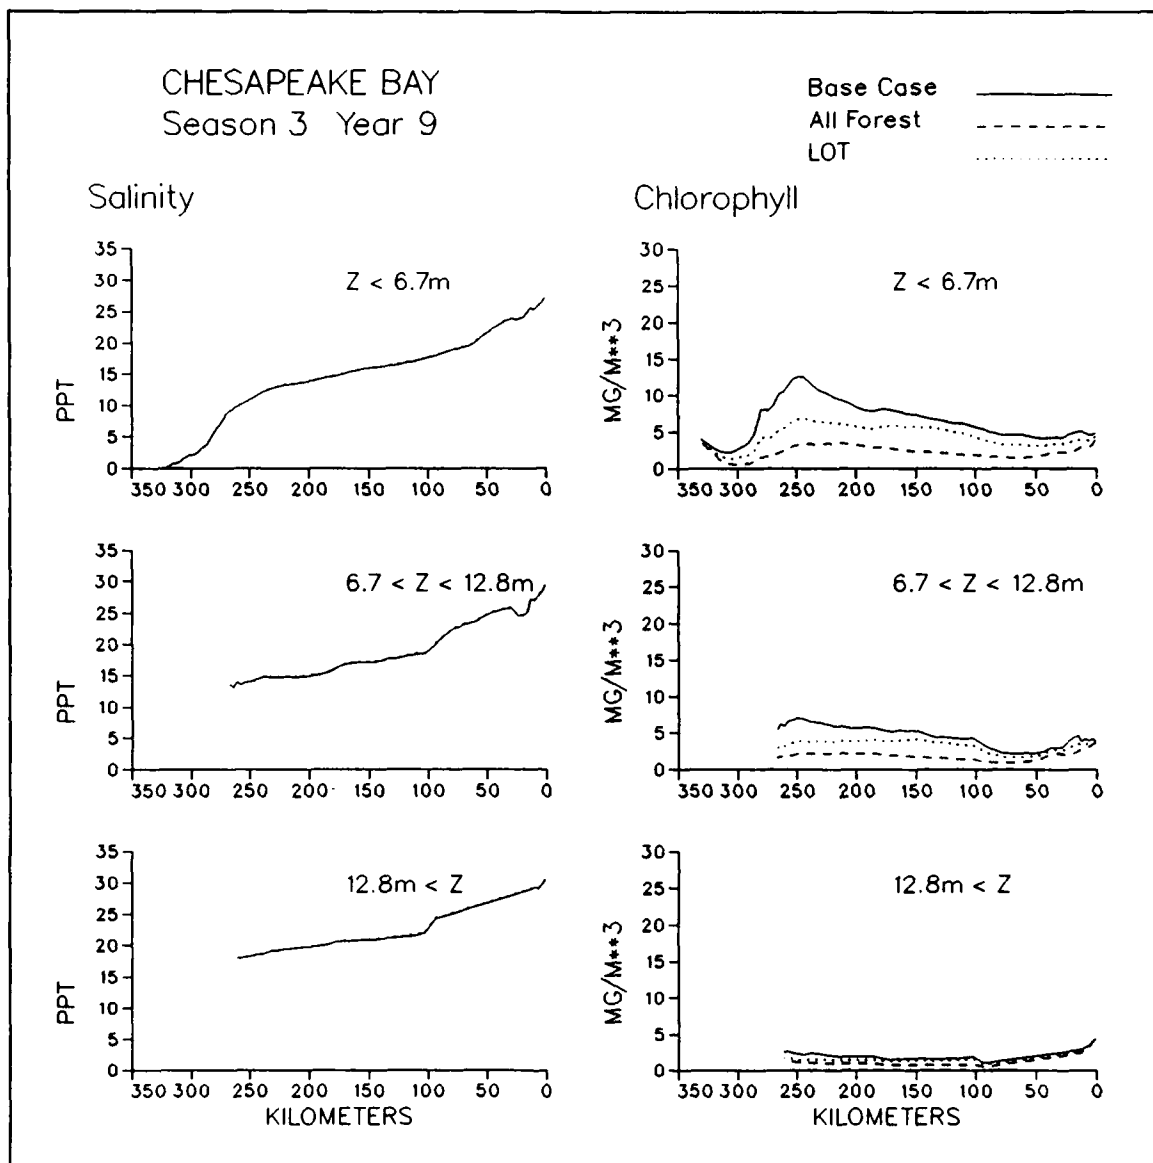 CHESAPEAKE BAY
Season 3 Year 9
Base Case
All Forest
LOT
Salinity
Chlorophyll
35
30
25
20
15
10
5
0
PPT
Z < 6.7m
350 300 250 200 150 100 50 0
30
25
20
15
10
5
0
MG/M**3
Z < 6.7m
350 300 250 200 150 100 50 0
35
30
25
20
15
10
5
0
PPT
6.7 < Z < 12.8m
350 300 250 200 150 100 50 0
30
25
20
15
10
5
0
MG/M**3
6.7 < Z < 12.8m
350 300 250 200 150 100 50 0
35
30
25
20
15
10
5
0
PPT
12.8m < Z
350 300 250 200 150 100 50 0
KILOMETERS
30
25
20
15
10
5
0
MG/M**3
12.8m < Z
350 300 250 200 150 100 50 0
KILOMETERS